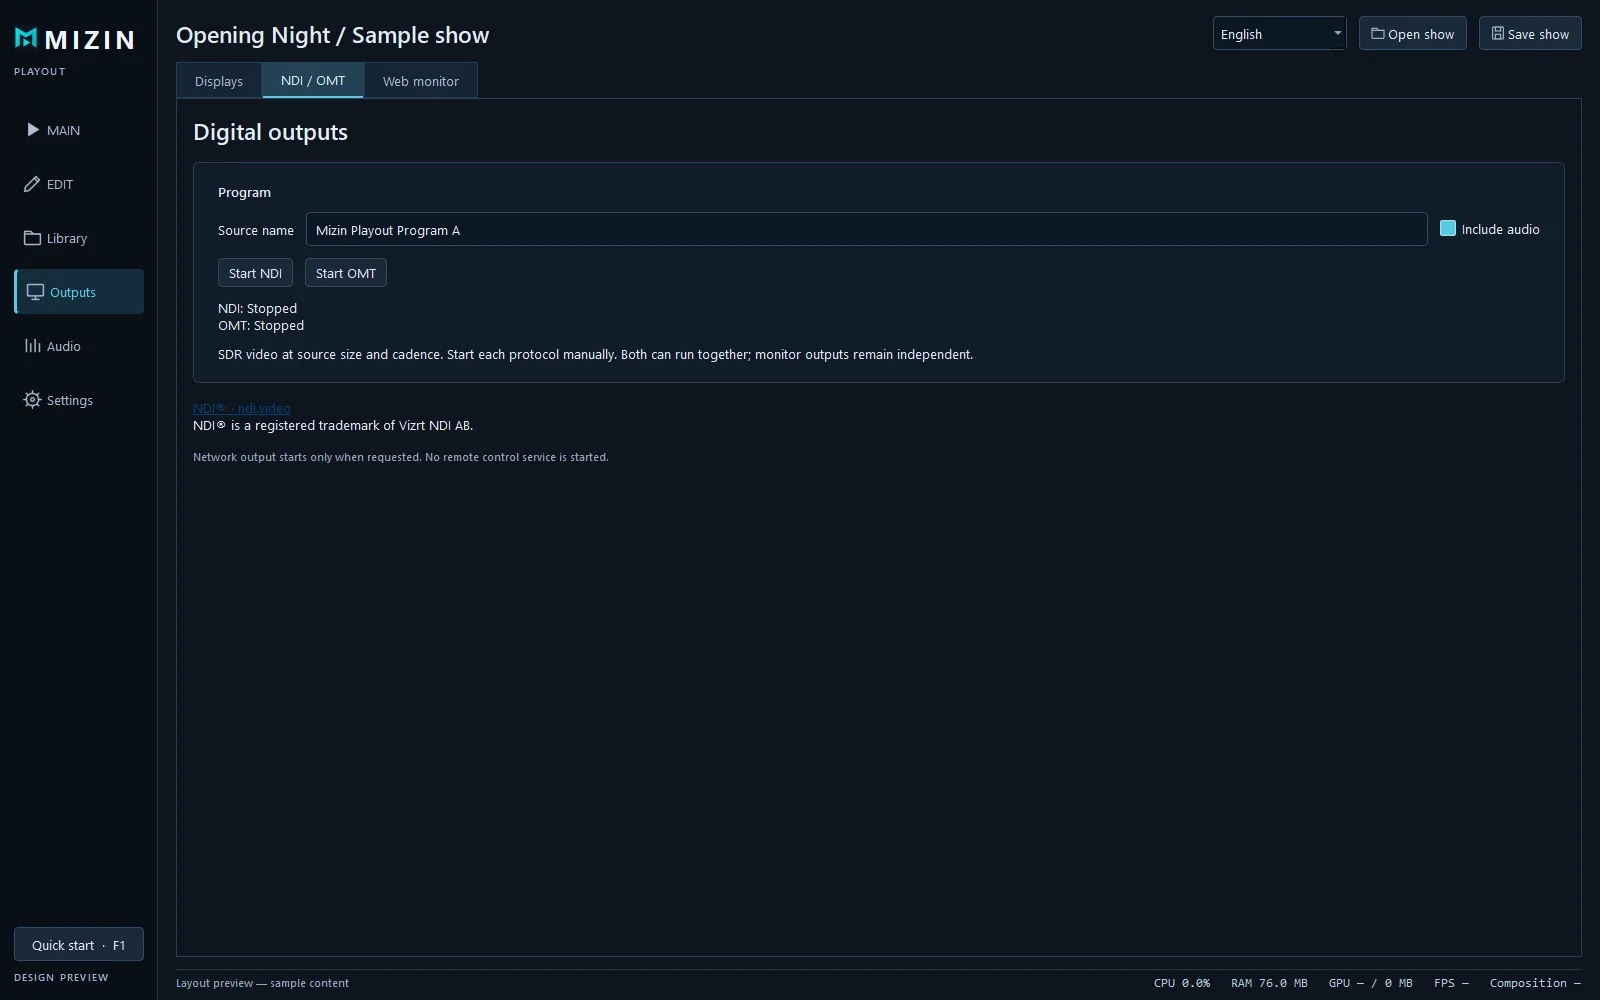 MIZIN
PLAYOUT
MAIN
EDIT
Library
Outputs
Audio
Settings
Quick start · F1
DESIGN PREVIEW
Opening Night / Sample show
English
Open show
Save show
Displays
NDI / OMT
Web monitor
Digital outputs
Program
Source name
Mizin Playout Program A
Include audio
Start NDI
Start OMT
NDI: Stopped
OMT: Stopped
SDR video at source size and cadence. Start each protocol manually. Both can run together; monitor outputs remain independent.
NDI® · ndi.video
NDI® is a registered trademark of Vizrt NDI AB.
Network output starts only when requested. No remote control service is started.
Layout preview — sample content
CPU 0.0% RAM 76.0 MB GPU — / 0 MB FPS — Composition —